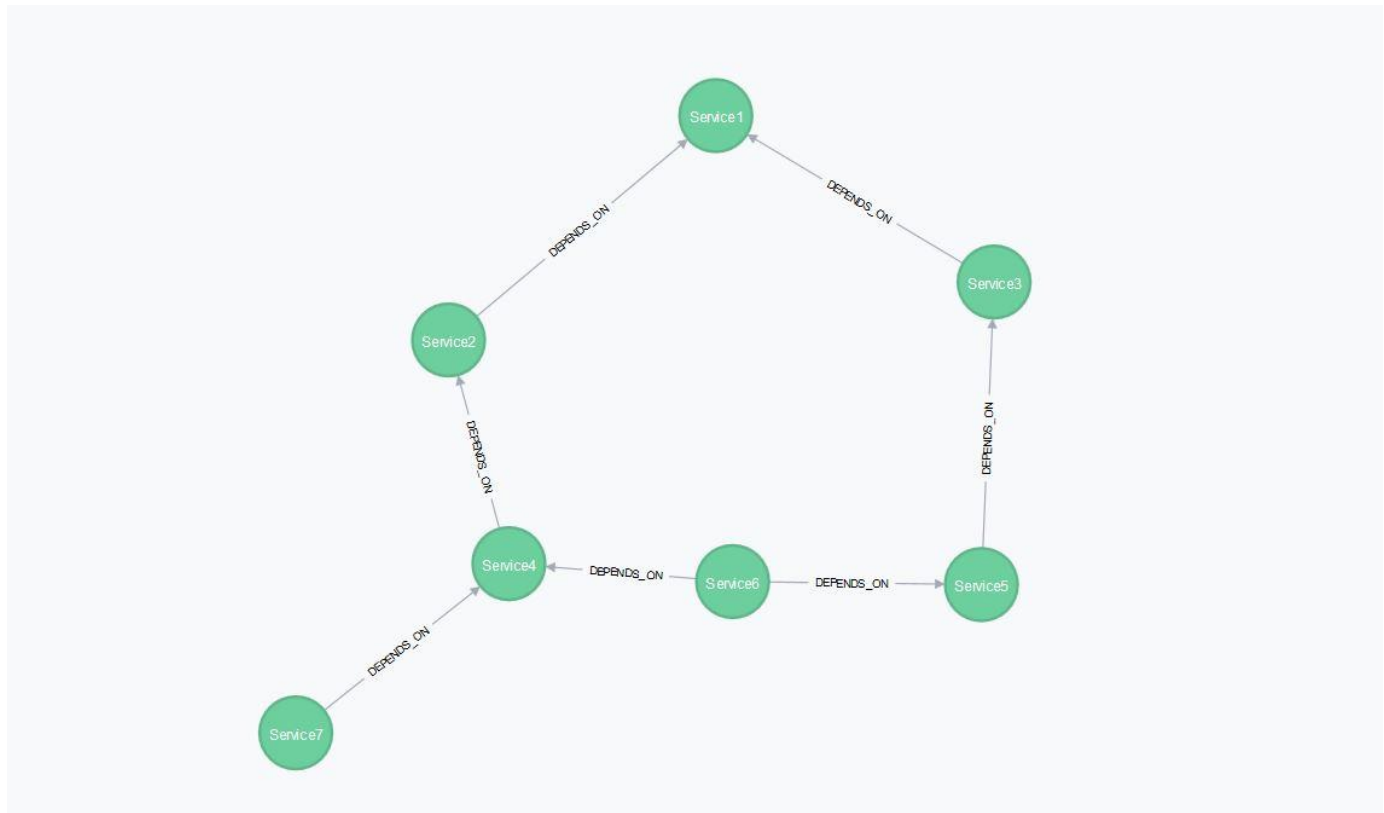 Service1
DEPENDS_ON
DEPENDS_ON
Service3
Service2
DEPENDS_ON
DEPENDS_ON
Service4
DEPENDS_ON
Service6
DEPENDS_ON
Service5
DEPENDS_ON
Service7